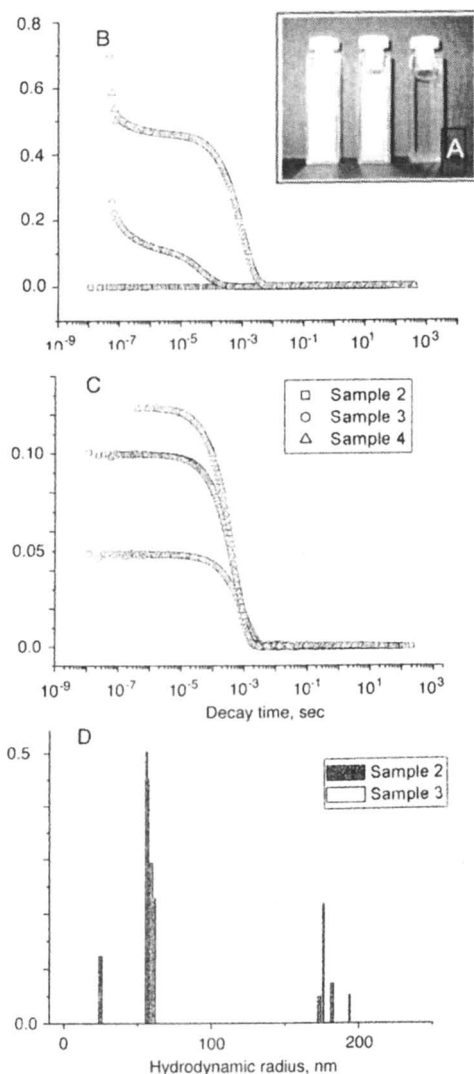 B
A
0.8
0.6
0.4
0.2
0.0
10-9 10-7 10-5 10-3 10-1 101 103
C
Sample 2
Sample 3
Sample 4
0.10
0.05
0.0
10-9 10-7 10-5 10-3 10-1 101 103
Decay time, sec
D
Sample 2
Sample 3
0.5
0.0
0 100 200
Hydrodynamic radius, nm